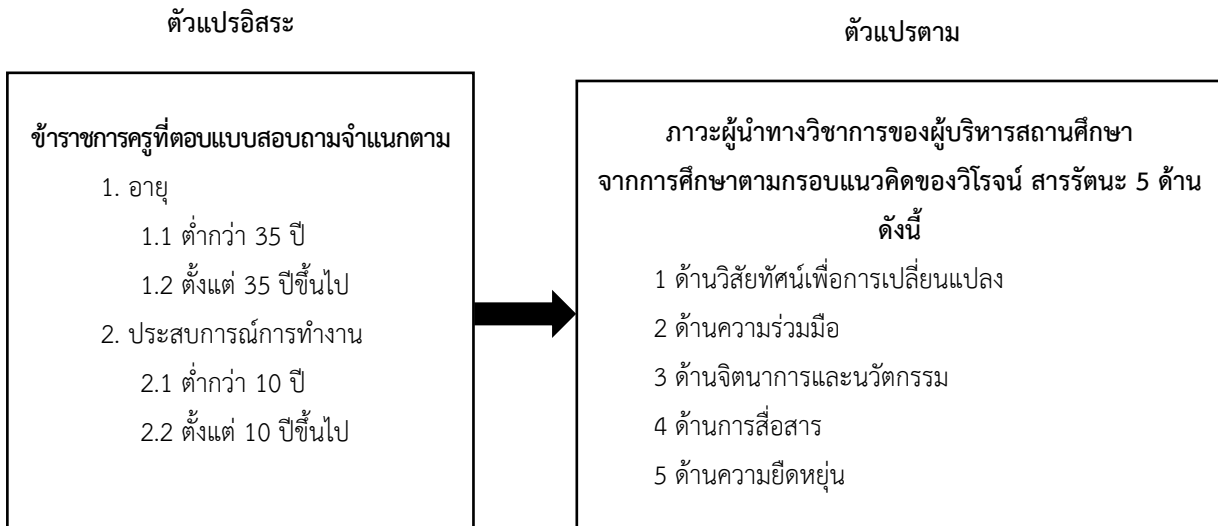 ตัวแปรอิสระ
ข้าราชการครูที่ตอบแบบสอบถามจำแนกตาม
1. อายุ
1.1 ต่ำกว่า 35 ปี
1.2 ตั้งแต่ 35 ปีขึ้นไป
2. ประสบการณ์การทำงาน
2.1 ต่ำกว่า 10 ปี
2.2 ตั้งแต่ 10 ปีขึ้นไป
ตัวแปรตาม
ภาวะผู้นำทางวิชาการของผู้บริหารสถานศึกษา
จากการศึกษาตามกรอบแนวคิดของวิโรจน์ สารรัตนะ 5 ด้าน
ดังนี้
1 ด้านวิสัยทัศน์เพื่อการเปลี่ยนแปลง
2 ด้านความร่วมมือ
3 ด้านจิตนาการและนวัตกรรม
4 ด้านการสื่อสาร
5 ด้านความยืดหยุ่น